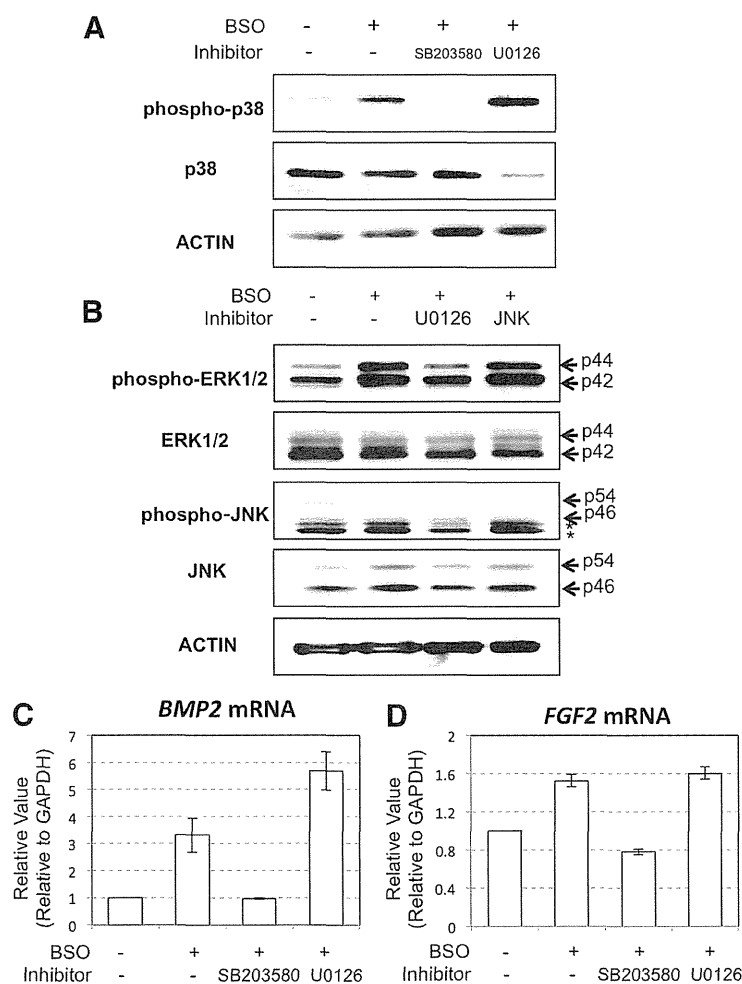 A
BSO - + + +
Inhibitor - - SB203580 U0126
phospho-p38
p38
ACTIN
B
BSO - + + +
Inhibitor - - U0126 JNK
phospho-ERK1/2
p44
p42
ERK1/2
p44
p42
phospho-JNK
p54
p46
*
*
JNK
p54
p46
ACTIN
C
BMP2 mRNA
Relative Value
(Relative to GAPDH)
7
6
5
4
3
2
1
0
BSO - + + +
Inhibitor - - SB203580 U0126
D
FGF2 mRNA
Relative Value
(Relative to GAPDH)
2
1.6
1.2
0.8
0.4
0
BSO - + + +
Inhibitor - - SB203580 U0126